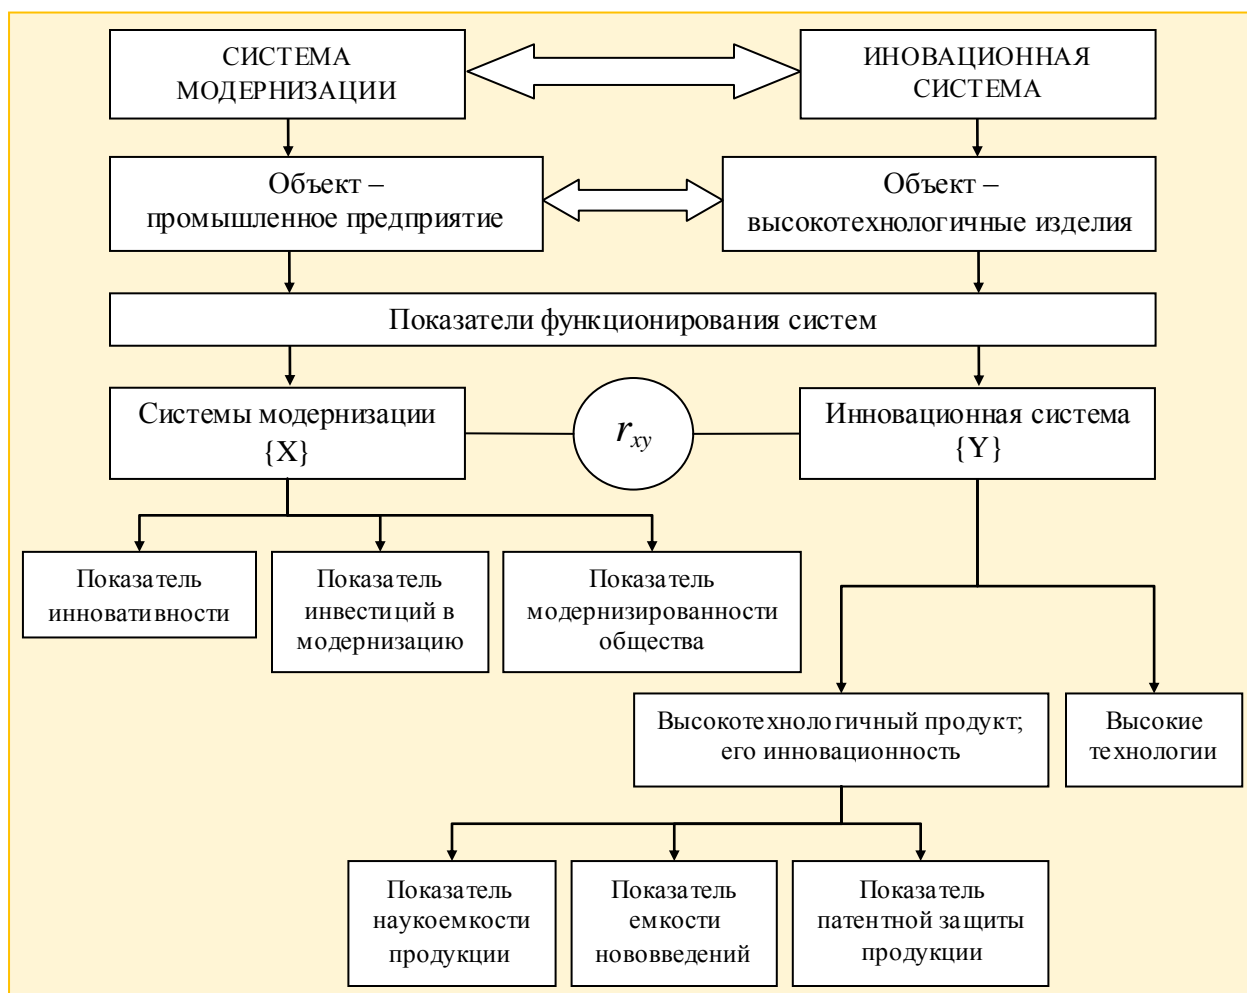 СИСТЕМА
МОДЕРНИЗАЦИИ
ИНОВАЦИОННАЯ
СИСТЕМА
Объект –
промышленное предприятие
Объект –
высокотехнологичные изделия
Показатели функционирования систем
Системы модернизации
{X}
rxy
Инновационная система
{Y}
Показатель
инновативности
Показатель
инвестиций в
модернизацию
Показатель
модернизированности
общества
Высокотехнологичный продукт;
его инновационность
Высокие
технологии
Показатель
наукоемкости
продукции
Показатель
емкости
нововведений
Показатель
патентной защиты
продукции